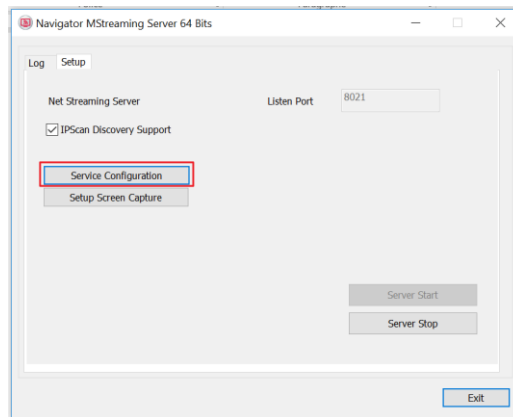 Navigator MStreaming Server 64 Bits
Log Setup
Net Streaming Server Listen Port 8021
IPScan Discovery Support
Service Configuration
Setup Screen Capture
Server Start
Server Stop
Exit